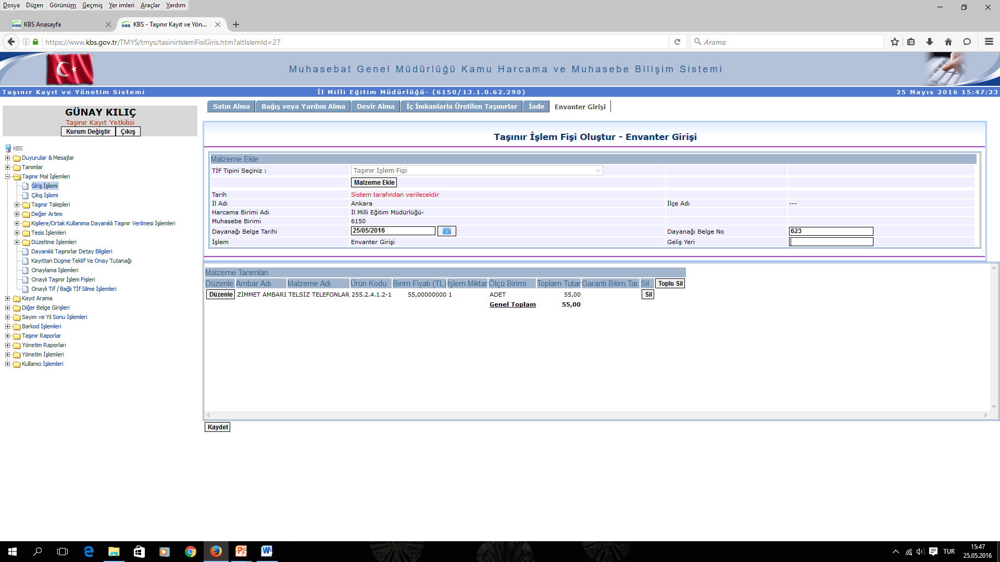 Dosya Düzen Görünüm Geçmiş Yer imleri Araçlar Yardım
KBS Anasayfa
KBS - Taşınır Kayıt ve Yön...
https://www.kbs.gov.tr/TMYS/tmys/tasinirIslemFisiGiris.htm?altIslemId=27
Arama
Muhasebat Genel Müdürlüğü Kamu Harcama ve Muhasebe Bilişim Sistemi
Taşınır Kayıt ve Yönetim Sistemi İl Milli Eğitim Müdürlüğü- (6150/13.1.0.62.290) 25 Mayıs 2016 15:47:23
GÜNAY KILIÇ
Taşınır Kayıt Yetkilisi
Kurum Değiştir Çıkış
KBS
Duyurular & Mesajlar
Tanımlar
Taşınır Mal İşlemleri
Giriş İşlemi
Çıkış İşlemi
Taşınır Talepleri
Değer Artımı
Kişilere/Ortak Kullanıma Dayanıklı Taşınır Verilmesi İşlemleri
Tesis İşlemleri
Düzeltme İşlemleri
Dayanıklı Taşınırlar Detay Bilgileri
Kayıttan Düşme Teklif Ve Onay Tutanağı
Onaylama İşlemleri
Onaylı Taşınır İşlem Fişleri
Onaylı Tif / Bağlı TİF Silme İşlemleri
Kayıt Arama
Diğer Belge Girişleri
Sayım ve Yıl Sonu İşlemleri
Barkod İşlemleri
Taşınır Raporlar
Yönetim Raporları
Yönetim İşlemleri
Kullanıcı İşlemleri
Satın Alma Bağış veya Yardım Alma Devir Alma İç İmkanlarla Üretilen Taşınırlar İade Envanter Girişi
Taşınır İşlem Fişi Oluştur - Envanter Girişi
Malzeme Ekle
TİF Tipini Seçiniz : Taşınır İşlem Fişi
Malzeme Ekle
Tarih Sistem tarafından verilecektir
İl Adı Ankara İlçe Adı ---
Harcama Birimi Adı İl Milli Eğitim Müdürlüğü-
Muhasebe Birimi 6150
Dayanağı Belge Tarihi 25/05/2016 Dayanağı Belge No 623
İşlem Envanter Girişi Geliş Yeri
Malzeme Tanımları
Düzenle Ambar Adı Malzeme Adı Ürün Kodu Birim Fiyatı (TL) İşlem Miktar Ölçü Birimi Toplam Tutar Garanti Bitim Tar. Sil Toplu Sil
Düzenle ZİMMET AMBARI TELSİZ TELEFONLAR 255.2.4.1.2-1 55,00000000 1 ADET 55,00 Sil
Genel Toplam 55,00
Kaydet
TUR
15:47
25.05.2016